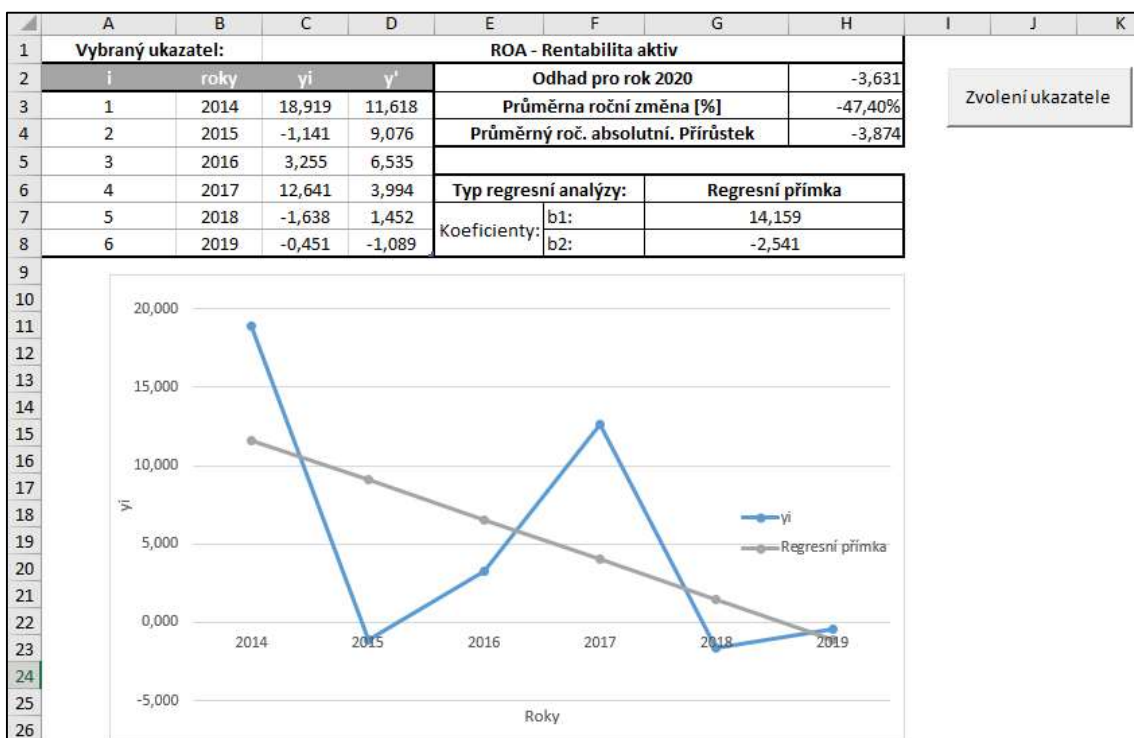 A B C D E F G H I J K
1 Vybraný ukazatel: ROA - Rentabilita aktiv
2 i roky yi y' Odhad pro rok 2020 -3,631
3 1 2014 18,919 11,618 Průměrna roční změna [%] -47,40%
4 2 2015 -1,141 9,076 Průměrný roč. absolutní. Přírůstek -3,874
Zvolení ukazatele
5 3 2016 3,255 6,535
6 4 2017 12,641 3,994 Typ regresní analýzy: Regresní přímka
7 5 2018 -1,638 1,452 Koeficienty: b1: 14,159
8 6 2019 -0,451 -1,089 b2: -2,541
9
10
11
12
13
14
15
16
17
18
19
20
21
22
23
24
25
26
20,000
15,000
10,000
5,000
0,000
-5,000
yi
2014 2015 2016 2017 2018 2019
Roky
yi
Regresní přímka